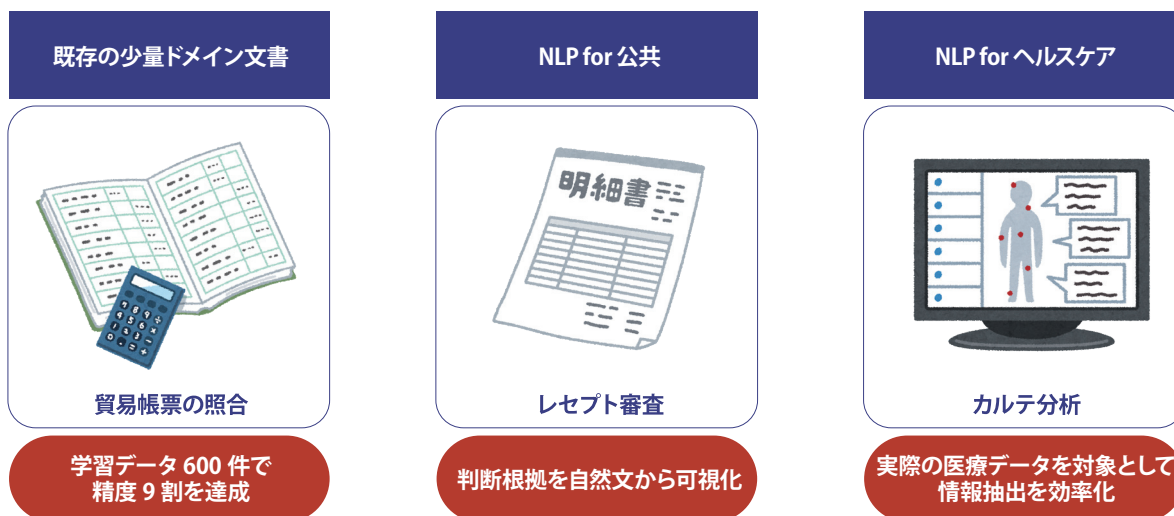 既存の少量ドメイン文書
貿易帳票の照合
学習データ 600 件で
精度 9 割を達成
NLP for 公共
明細書
レセプト審査
判断根拠を自然文から可視化
NLP for ヘルスケア
カルテ分析
実際の医療データを対象として
情報抽出を効率化